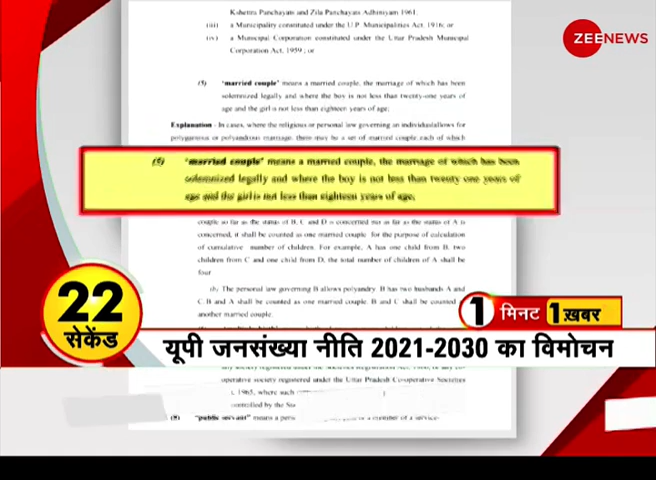 Kshettra Panchayats and Zila Panchayats Adhiniyam 1961.
(iii) a Municipality constituted under the U.P. Municipalities Act, 1916; or
(iv) a Municipal Corporation constituted under the Uttar Pradesh Municipal
Corporation Act, 1959 ; or
ZEENEWS
(5) 'married couple' means a married couple, the marriage of which has been
solemnized legally and where the boy is not less than twenty-one years of
age and the girl is not less than eighteen years of age;
Explanation - In cases, where the religious or personal law governing an individual allows for
polygamous or polyandrous marriage, there may be a set of married couple, each of which
'married couple' means a married couple, the marriage of which has been
solemnized legally and where the boy is not less than twenty one years of
age and the girl is not less than eighteen years of age;
couple so far as the status of B, C and D is concerned but as far as the status of A is
concerned, it shall be counted as one married couple for the purpose of calculation
of cumulative number of children. For example, A has one child from B, two
children from C and one child from D, the total number of children of A shall be
four
The personal law governing B allows polyandry. B has two husbands A and
C. B and A shall be counted as one married couple. B and C shall be counted
another married couple.
22
सेकेंड
1 मिनट 1 ख़बर
यूपी जनसंख्या नीति 2021-2030 का विमोचन
operative society registered under the Uttar Pradesh Co-operative Societies
1965, where such
controlled by the
(8) "public servant" means a
member of a service